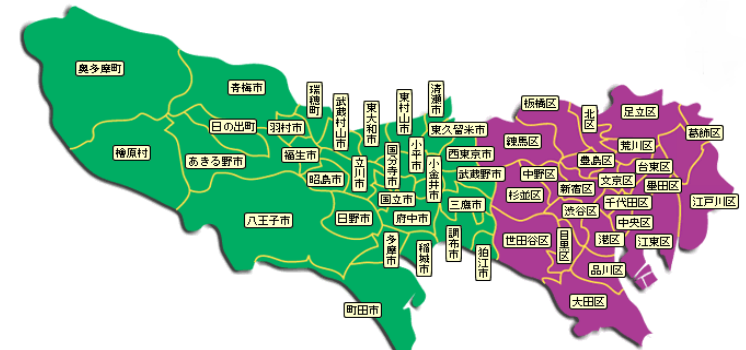 奥多摩町
青梅市
瑞穂町
武蔵村山市
東大和市
東村山市
清瀬市
板橋区
北区
足立区
葛飾区
日の出町
羽村市
東久留米市
練馬区
荒川区
檜原村
あきる野市
福生市
立川市
国分寺市
小平市
小金井市
西東京市
豊島区
台東区
昭島市
武蔵野市
中野区
文京区
墨田区
杉並区
新宿区
国立市
三鷹市
千代田区
江戸川区
八王子市
日野市
府中市
渋谷区
中央区
多摩市
稲城市
調布市
狛江市
世田谷区
目黒区
港区
江東区
品川区
町田市
大田区